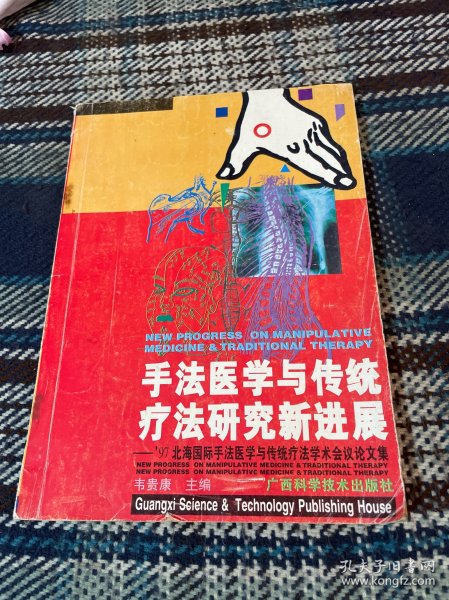 NEW PROGRESS ON MANIPULATIVE
MEDICINE & TRADITIONAL THERAPY
手法医学与传统
疗法研究新进展
——'97北海国际手法医学与传统疗法学术会议论文集
NEW PROGRESS ON MANIPULATIVE MEDICINE & TRADITIONAL THERAPY
NEW PROGRESS ON MANIPULATIVE MEDICINE & TRADITIONAL THERAPY
韦贵康 主编 广西科学技术出版社
Guangxi Science & Technology Publishing House
孔夫子旧书网
www.kongfz.com